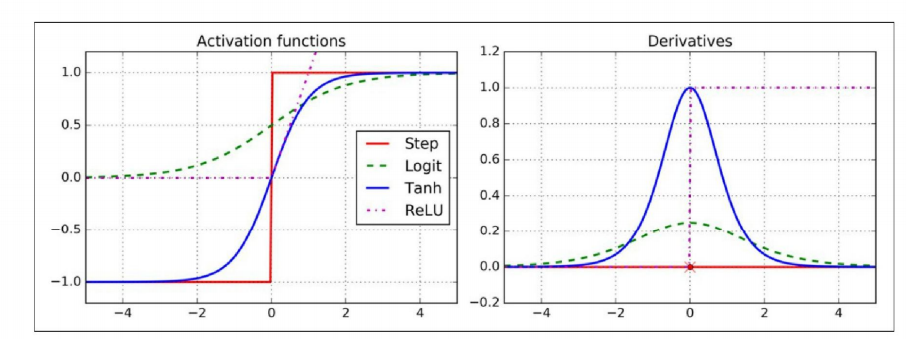 Activation functions
1.0
0.5
0.0
−0.5
−1.0
−4 −2 0 2 4
Step
Logit
Tanh
ReLU
Derivatives
1.2
1.0
0.8
0.6
0.4
0.2
0.0
−0.2
−4 −2 0 2 4